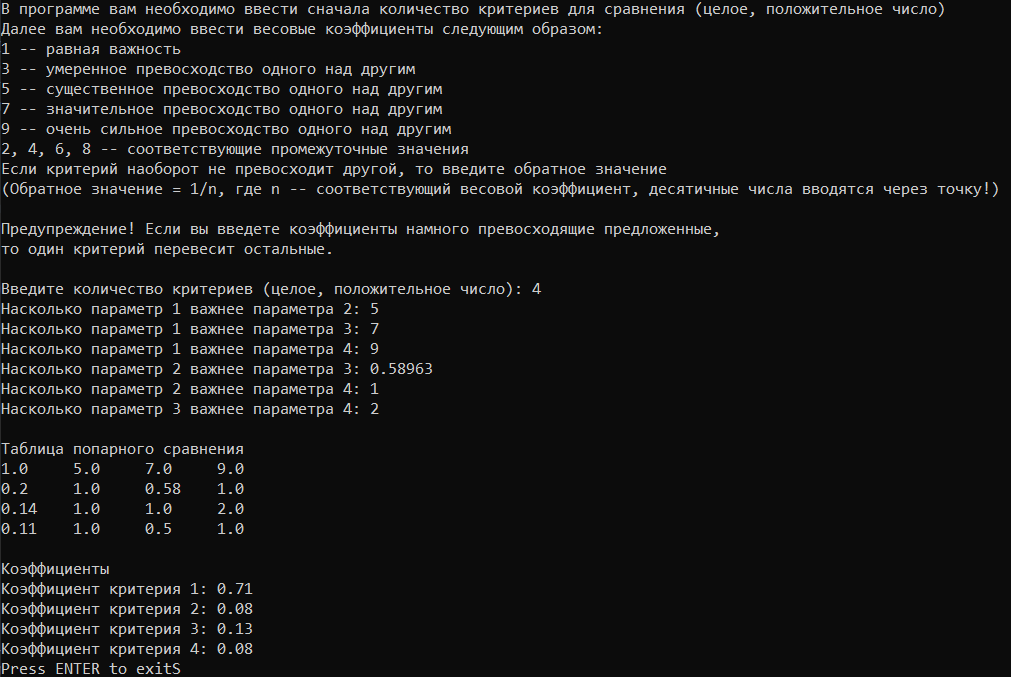 В программе вам необходимо ввести сначала количество критериев для сравнения (целое, положительное число)
Далее вам необходимо ввести весовые коэффициенты следующим образом:
1 -- равная важность
3 -- умеренное превосходство одного над другим
5 -- существенное превосходство одного над другим
7 -- значительное превосходство одного над другим
9 -- очень сильное превосходство одного над другим
2, 4, 6, 8 -- соответствующие промежуточные значения
Если критерий наоборот не превосходит другой, то введите обратное значение
(Обратное значение = 1/n, где n -- соответствующий весовой коэффициент, десятичные числа вводятся через точку!)
Предупреждение! Если вы введете коэффициенты намного превосходящие предложенные,
то один критерий перевесит остальные.
Введите количество критериев (целое, положительное число): 4
Насколько параметр 1 важнее параметра 2: 5
Насколько параметр 1 важнее параметра 3: 7
Насколько параметр 1 важнее параметра 4: 9
Насколько параметр 2 важнее параметра 3: 0.58963
Насколько параметр 2 важнее параметра 4: 1
Насколько параметр 3 важнее параметра 4: 2
Таблица попарного сравнения
1.0 5.0 7.0 9.0
0.2 1.0 0.58 1.0
0.14 1.0 1.0 2.0
0.11 1.0 0.5 1.0
Коэффициенты
Коэффициент критерия 1: 0.71
Коэффициент критерия 2: 0.08
Коэффициент критерия 3: 0.13
Коэффициент критерия 4: 0.08
Press ENTER to exitS